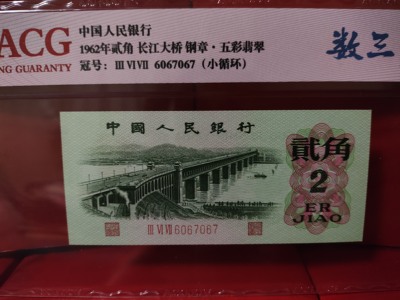 ACG
NG GUARANTY
中国人民银行
1962年贰角 长江大桥 钢章·五彩翡翠
冠号：Ⅲ Ⅵ Ⅶ 6067067（小循环）
数三
中國人民銀行
貳角
2
ER
JIAO
Ⅲ Ⅵ Ⅶ 6067067